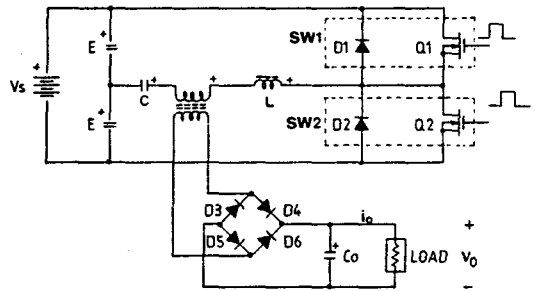 SW1
D1
Q1
E
+
Vs
+
C
+
+
L
+
E
+
SW2
D2
Q2
D3
D4
D5
D6
io
+
Co
LOAD
+
Vo
-